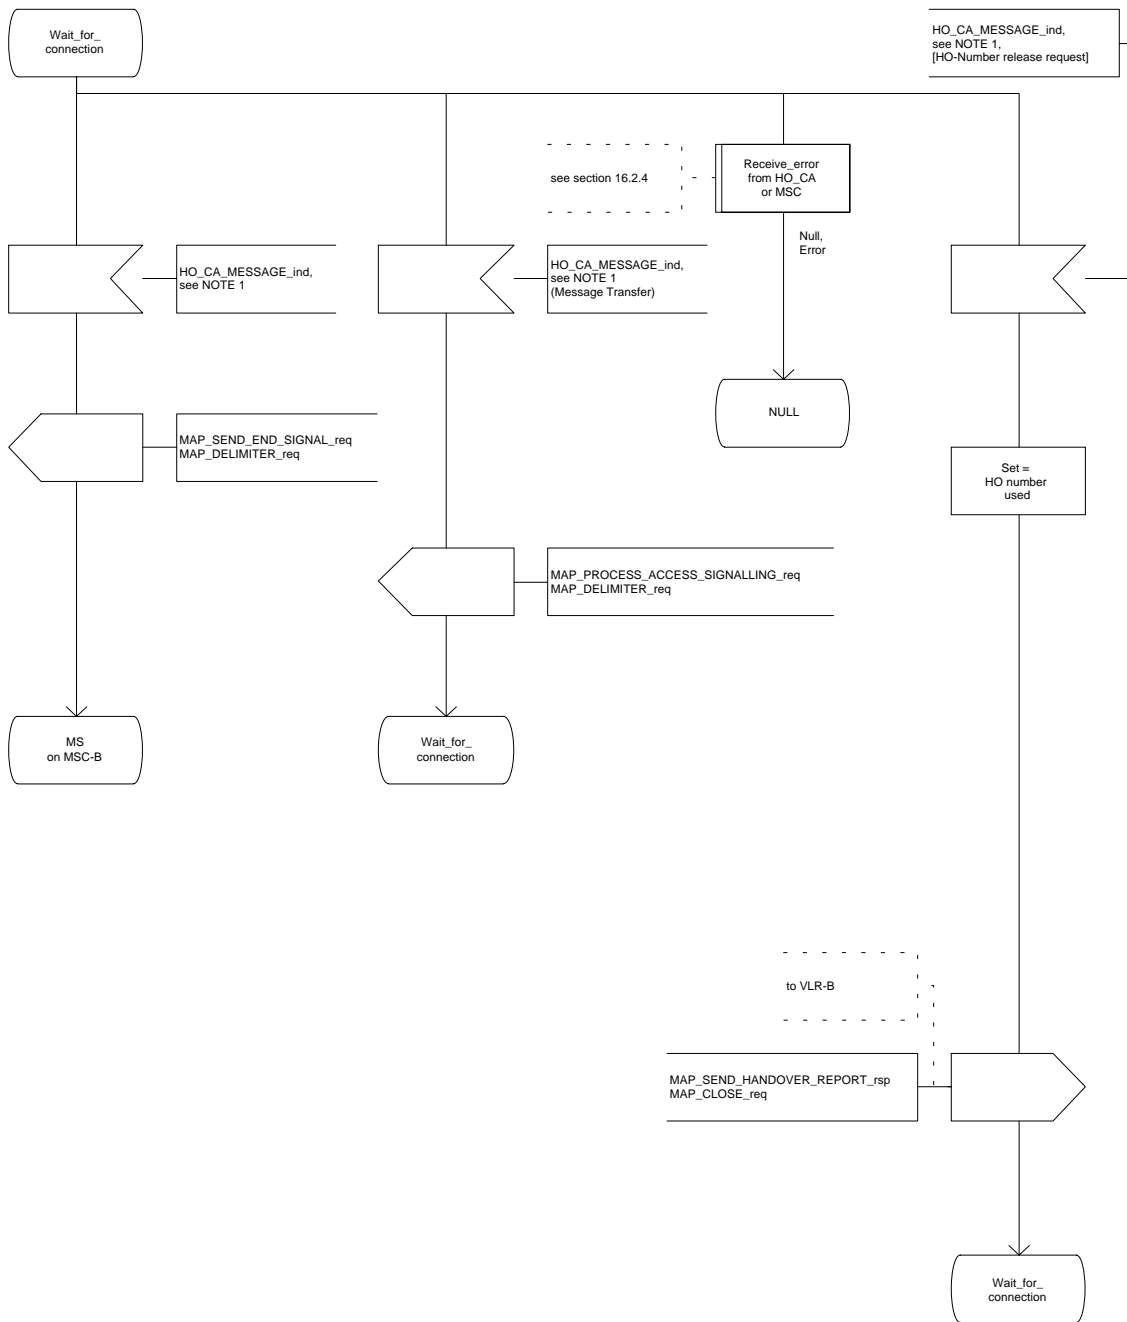 Wait_for_
connection
HO_CA_MESSAGE_ind,
see NOTE 1,
[HO-Number release request]
see section 16.2.4
Receive_error
from HO_CA
or MSC
Null,
Error
HO_CA_MESSAGE_ind,
see NOTE 1
HO_CA_MESSAGE_ind,
see NOTE 1
(Message Transfer)
NULL
MAP_SEND_END_SIGNAL_req
MAP_DELIMITER_req
Set =
HO number
used
MAP_PROCESS_ACCESS_SIGNALLING_req
MAP_DELIMITER_req
MS
on MSC-B
Wait_for_
connection
to VLR-B
MAP_SEND_HANDOVER_REPORT_rsp
MAP_CLOSE_req
Wait_for_
connection